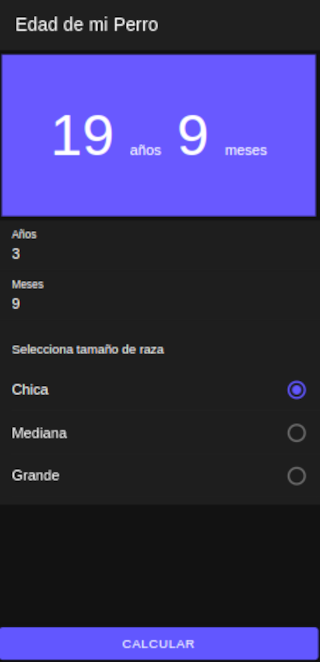 Edad de mi Perro
19 años 9 meses
Años
3
Meses
9
Selecciona tamaño de raza
Chica
Mediana
Grande
CALCULAR